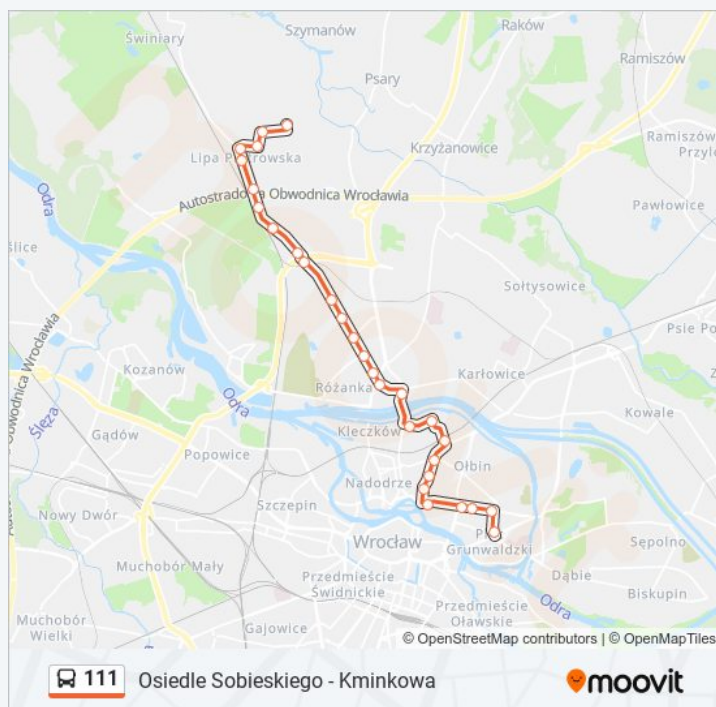 Szymanów
Raków
Świniary
Ramiszów
Psary
Krzyżanowice
Ramiszów
Przyle
Lipa Piotrowska
Odra
Autostradowa Obwodnica Wrocławia
Pawłowice
ślice
Sołtysowice
Psie Po
Obwodnica Wrocławia
Kozanów
Odra
Różanka
Karłowice
Ślęza
Kowale
Gądów
Kleczków
Popowice
Ołbin
Nadodrze
Szczepin
Nowy Dwór
Sępolno
Wrocław
Grunwaldzki
Muchobór Mały
Dąbie
Przedmieście
Świdnickie
Biskupin
Muchobór
Wielki
Przedmieście
Oławskie
Odra
Gajowice
© OpenStreetMap contributors | © OpenMapTiles
111 Osiedle Sobieskiego - Kminkowa
moovit